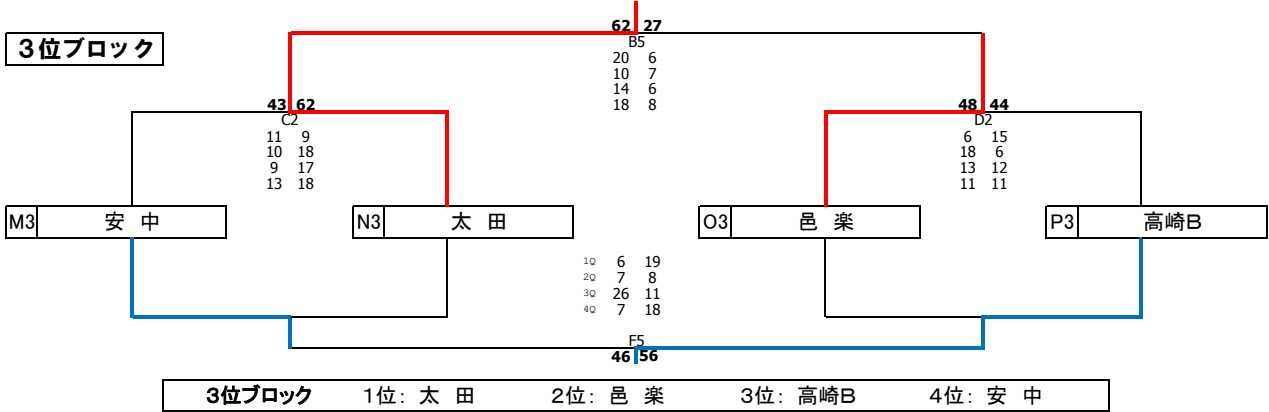 ３位ブロック
62 27
B5
20 6
10 7
14 6
18 8
43 62
C2
11 9
10 18
9 17
13 18
48 44
D2
6 15
18 6
13 12
11 11
M3 安 中
N3 太 田
O3 邑 楽
P3 高崎Ｂ
1Q 6 19
2Q 7 8
3Q 26 11
4Q 7 18
F5
46 56
３位ブロック １位: 太 田 ２位: 邑 楽 ３位: 高崎B ４位: 安 中